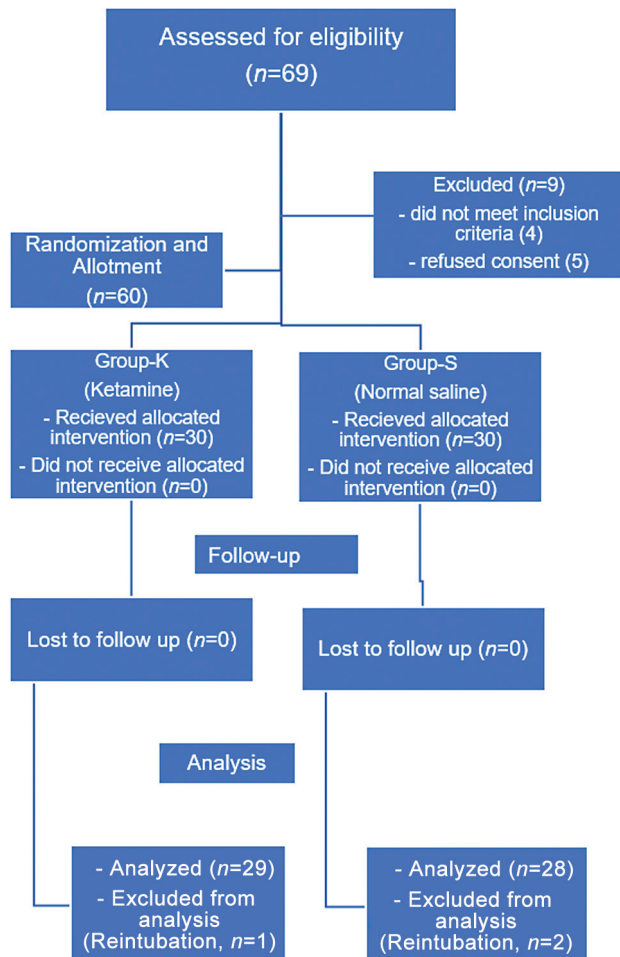 Assessed for eligibility
(n=69)
Excluded (n=9)
- did not meet inclusion
criteria (4)
- refused consent (5)
Randomization and
Allotment
(n=60)
Group-K
(Ketamine)
- Recieved allocated
intervention (n=30)
- Did not receive allocated
intervention (n=0)
Group-S
(Normal saline)
- Recieved allocated
intervention (n=30)
- Did not receive allocated
intervention (n=0)
Follow-up
Lost to follow up (n=0)
Lost to follow up (n=0)
Analysis
- Analyzed (n=29)
- Excluded from
analysis
(Reintubation, n=1)
- Analyzed (n=28)
- Excluded from
analysis
(Reintubation, n=2)